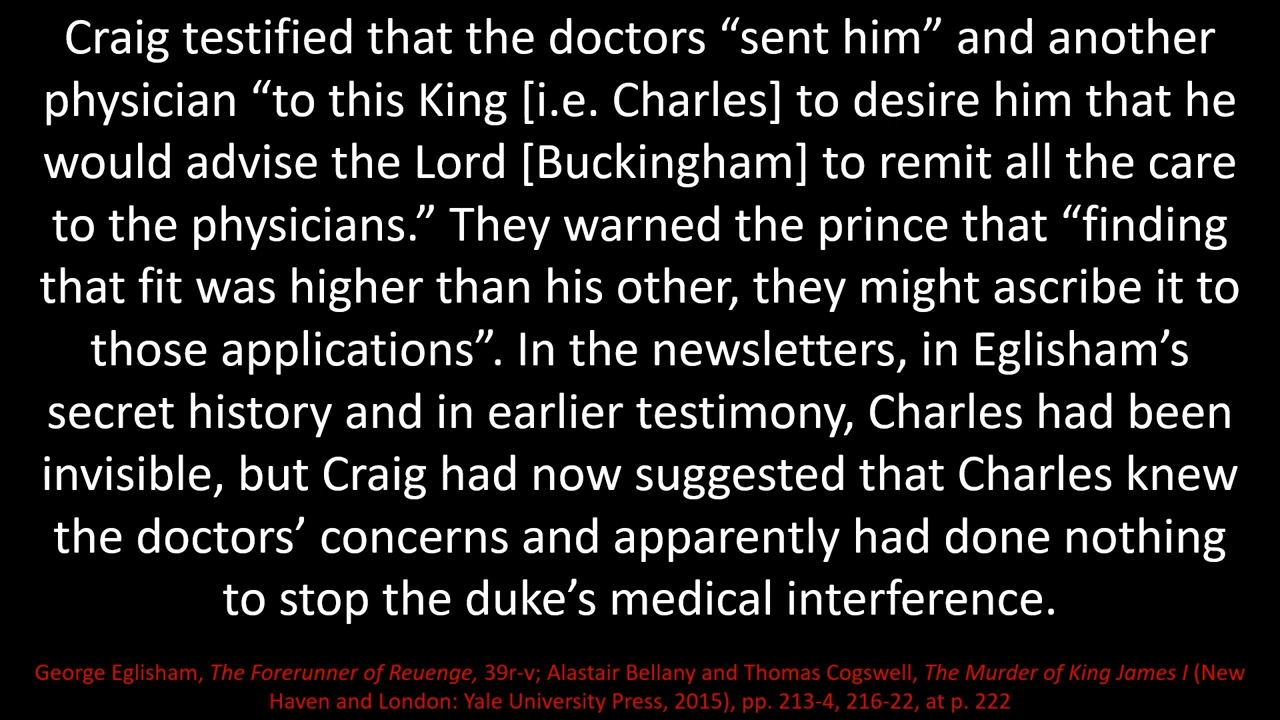 Craig testified that the doctors “sent him” and another
physician “to this King [i.e. Charles] to desire him that he
would advise the Lord [Buckingham] to remit all the care
to the physicians.” They warned the prince that “finding
that fit was higher than his other, they might ascribe it to
those applications”. In the newsletters, in Eglisham’s
secret history and in earlier testimony, Charles had been
invisible, but Craig had now suggested that Charles knew
the doctors’ concerns and apparently had done nothing
to stop the duke’s medical interference.
George Eglisham, The Forerunner of Reuenge, 39r-v; Alastair Bellany and Thomas Cogswell, The Murder of King James I (New
Haven and London: Yale University Press, 2015), pp. 213-4, 216-22, at p. 222